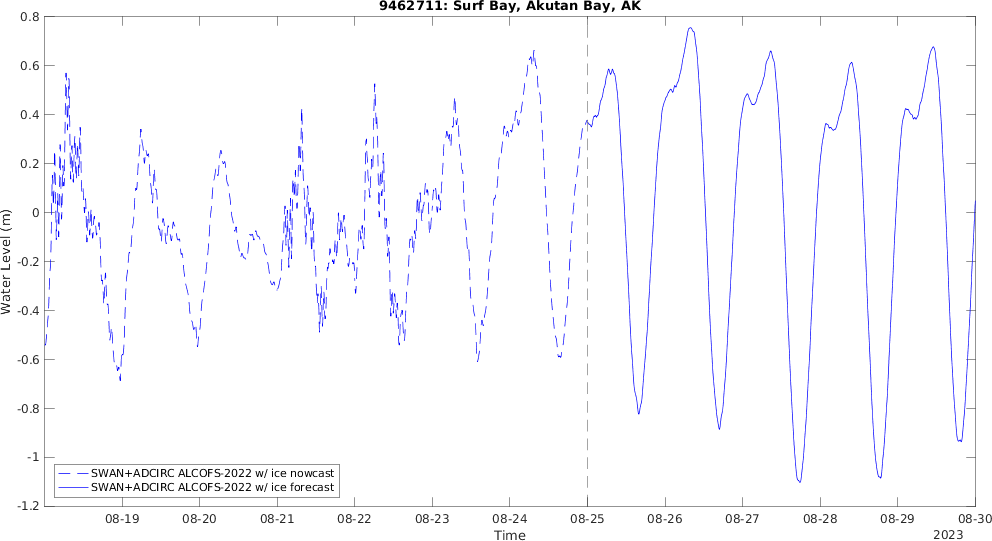 9462711: Surf Bay, Akutan Bay, AK
0.8
0.6
0.4
0.2
0
-0.2
-0.4
-0.6
-0.8
-1
-1.2
Water Level (m)
SWAN+ADCIRC ALCOFS-2022 w/ ice nowcast
SWAN+ADCIRC ALCOFS-2022 w/ ice forecast
08-19 08-20 08-21 08-22 08-23 08-24 08-25 08-26 08-27 08-28 08-29 08-30
Time
2023